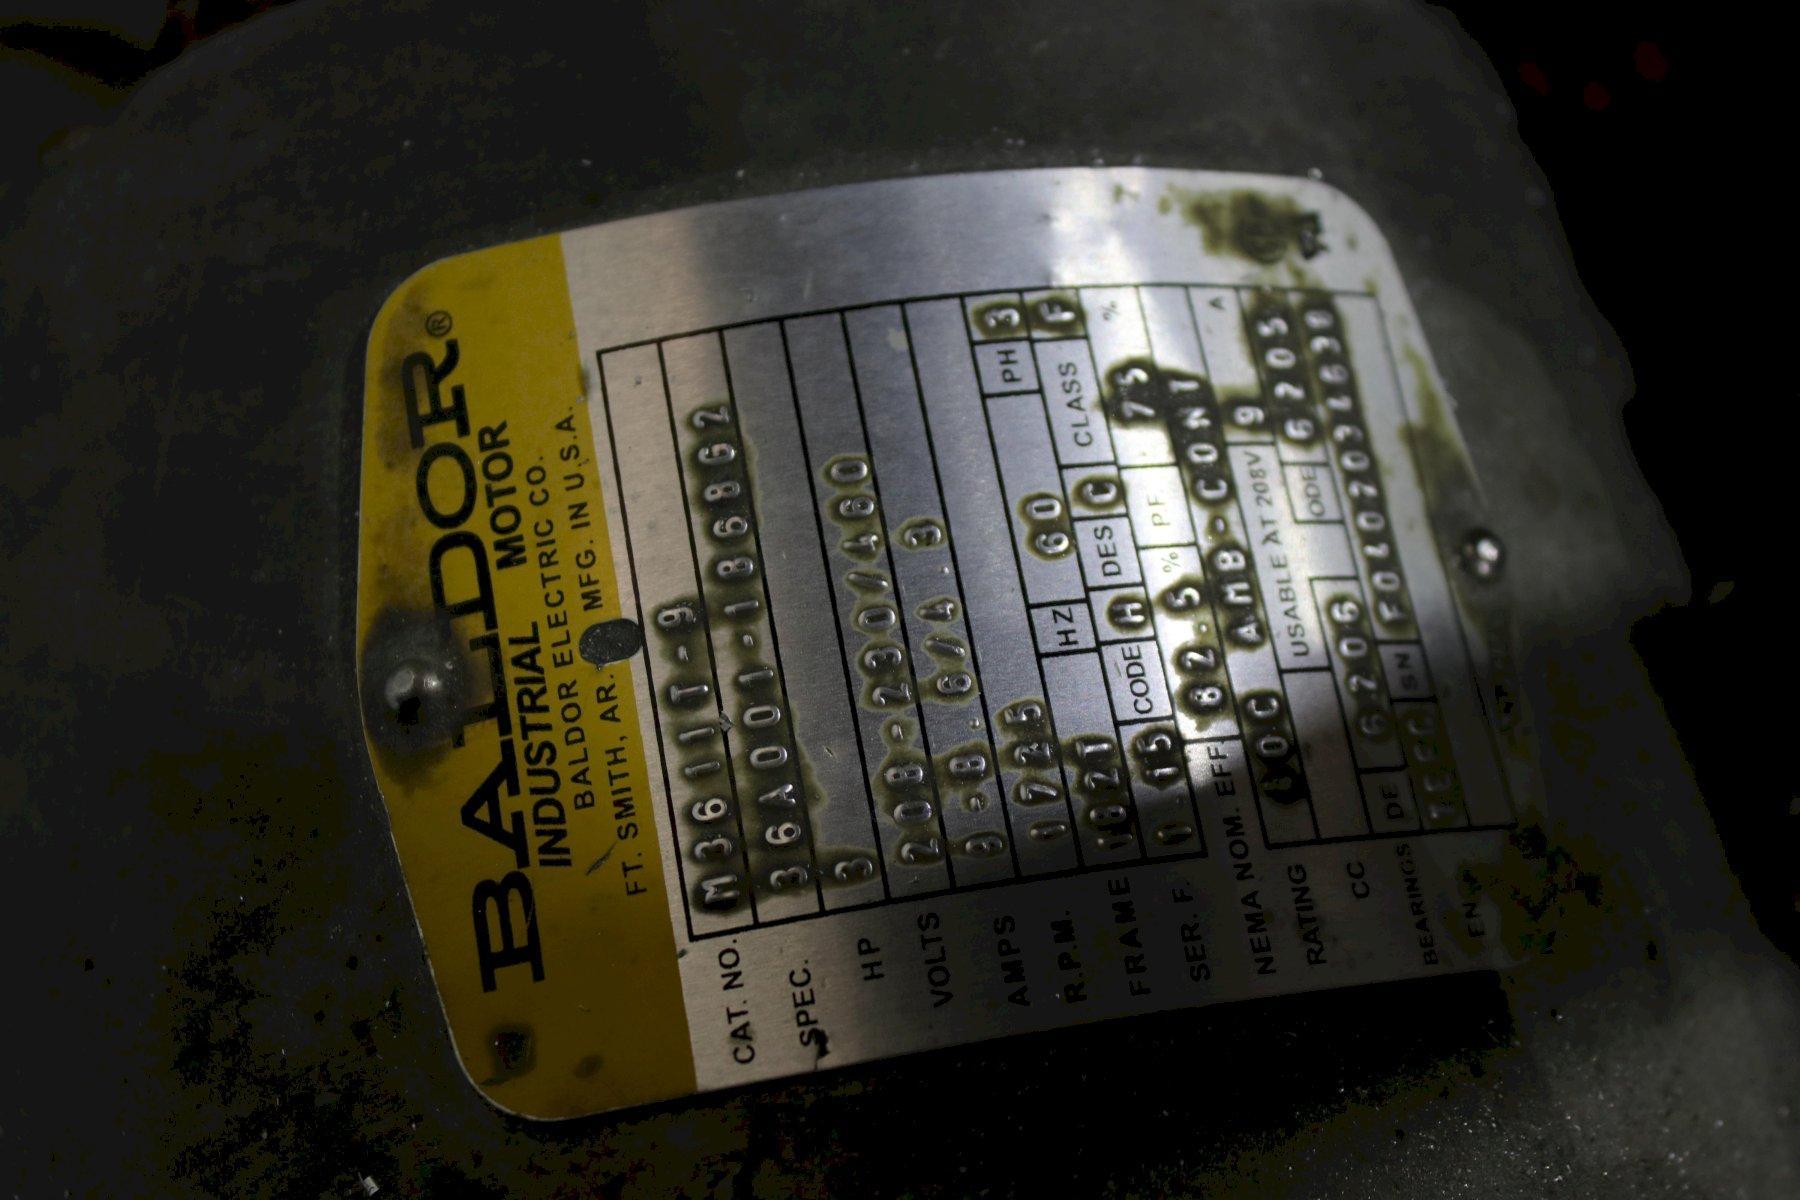 BALDOR®
INDUSTRIAL MOTOR
BALDOR ELECTRIC CO.
FT. SMITH, AR. MFG. IN U.S.A.
CAT. NO. M3611T-9
SPEC. 36A001-186862
HP 3
VOLTS 208-230/460
AMPS 9-8.6/4.3
R.P.M. 1725 HZ 60 PH 3
FRAME 182T CODE H DES C CLASS F
SER. F. 1.15 % P.F. 75 %
NEMA NOM. EFF 82.5
RATING 40C AMB-CONT
CC USABLE AT 208V 9 A
BEARINGS DE 6206 ODE 6205
SN F0407034638